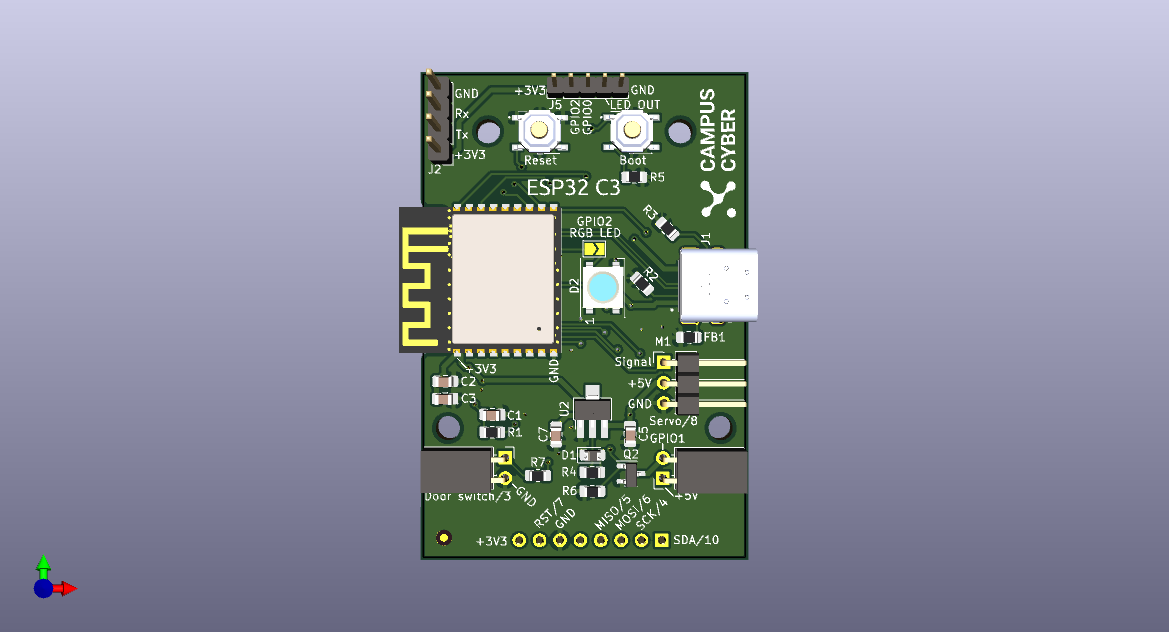 +3V3
GND
GND
J5
GPIO2
GPIO0
LED OUT
Rx
Tx
+3V3
J2
CAMPUS
CYBER
Reset
Boot
R5
ESP32 C3
R3
GPIO2
RGB LED
J1
R2
D2
1
M1
FB1
Signal
+3V3
GND
+5V
C2
C3
GND
U2
C1
Servo/8
R1
C7
C5
GPIO1
D1
Q2
R7
R4
R6
Door switch/3
GND
+5V
RST/7
GND
MISO/5
MOSI/6
SCK/4
+3V3
SDA/10